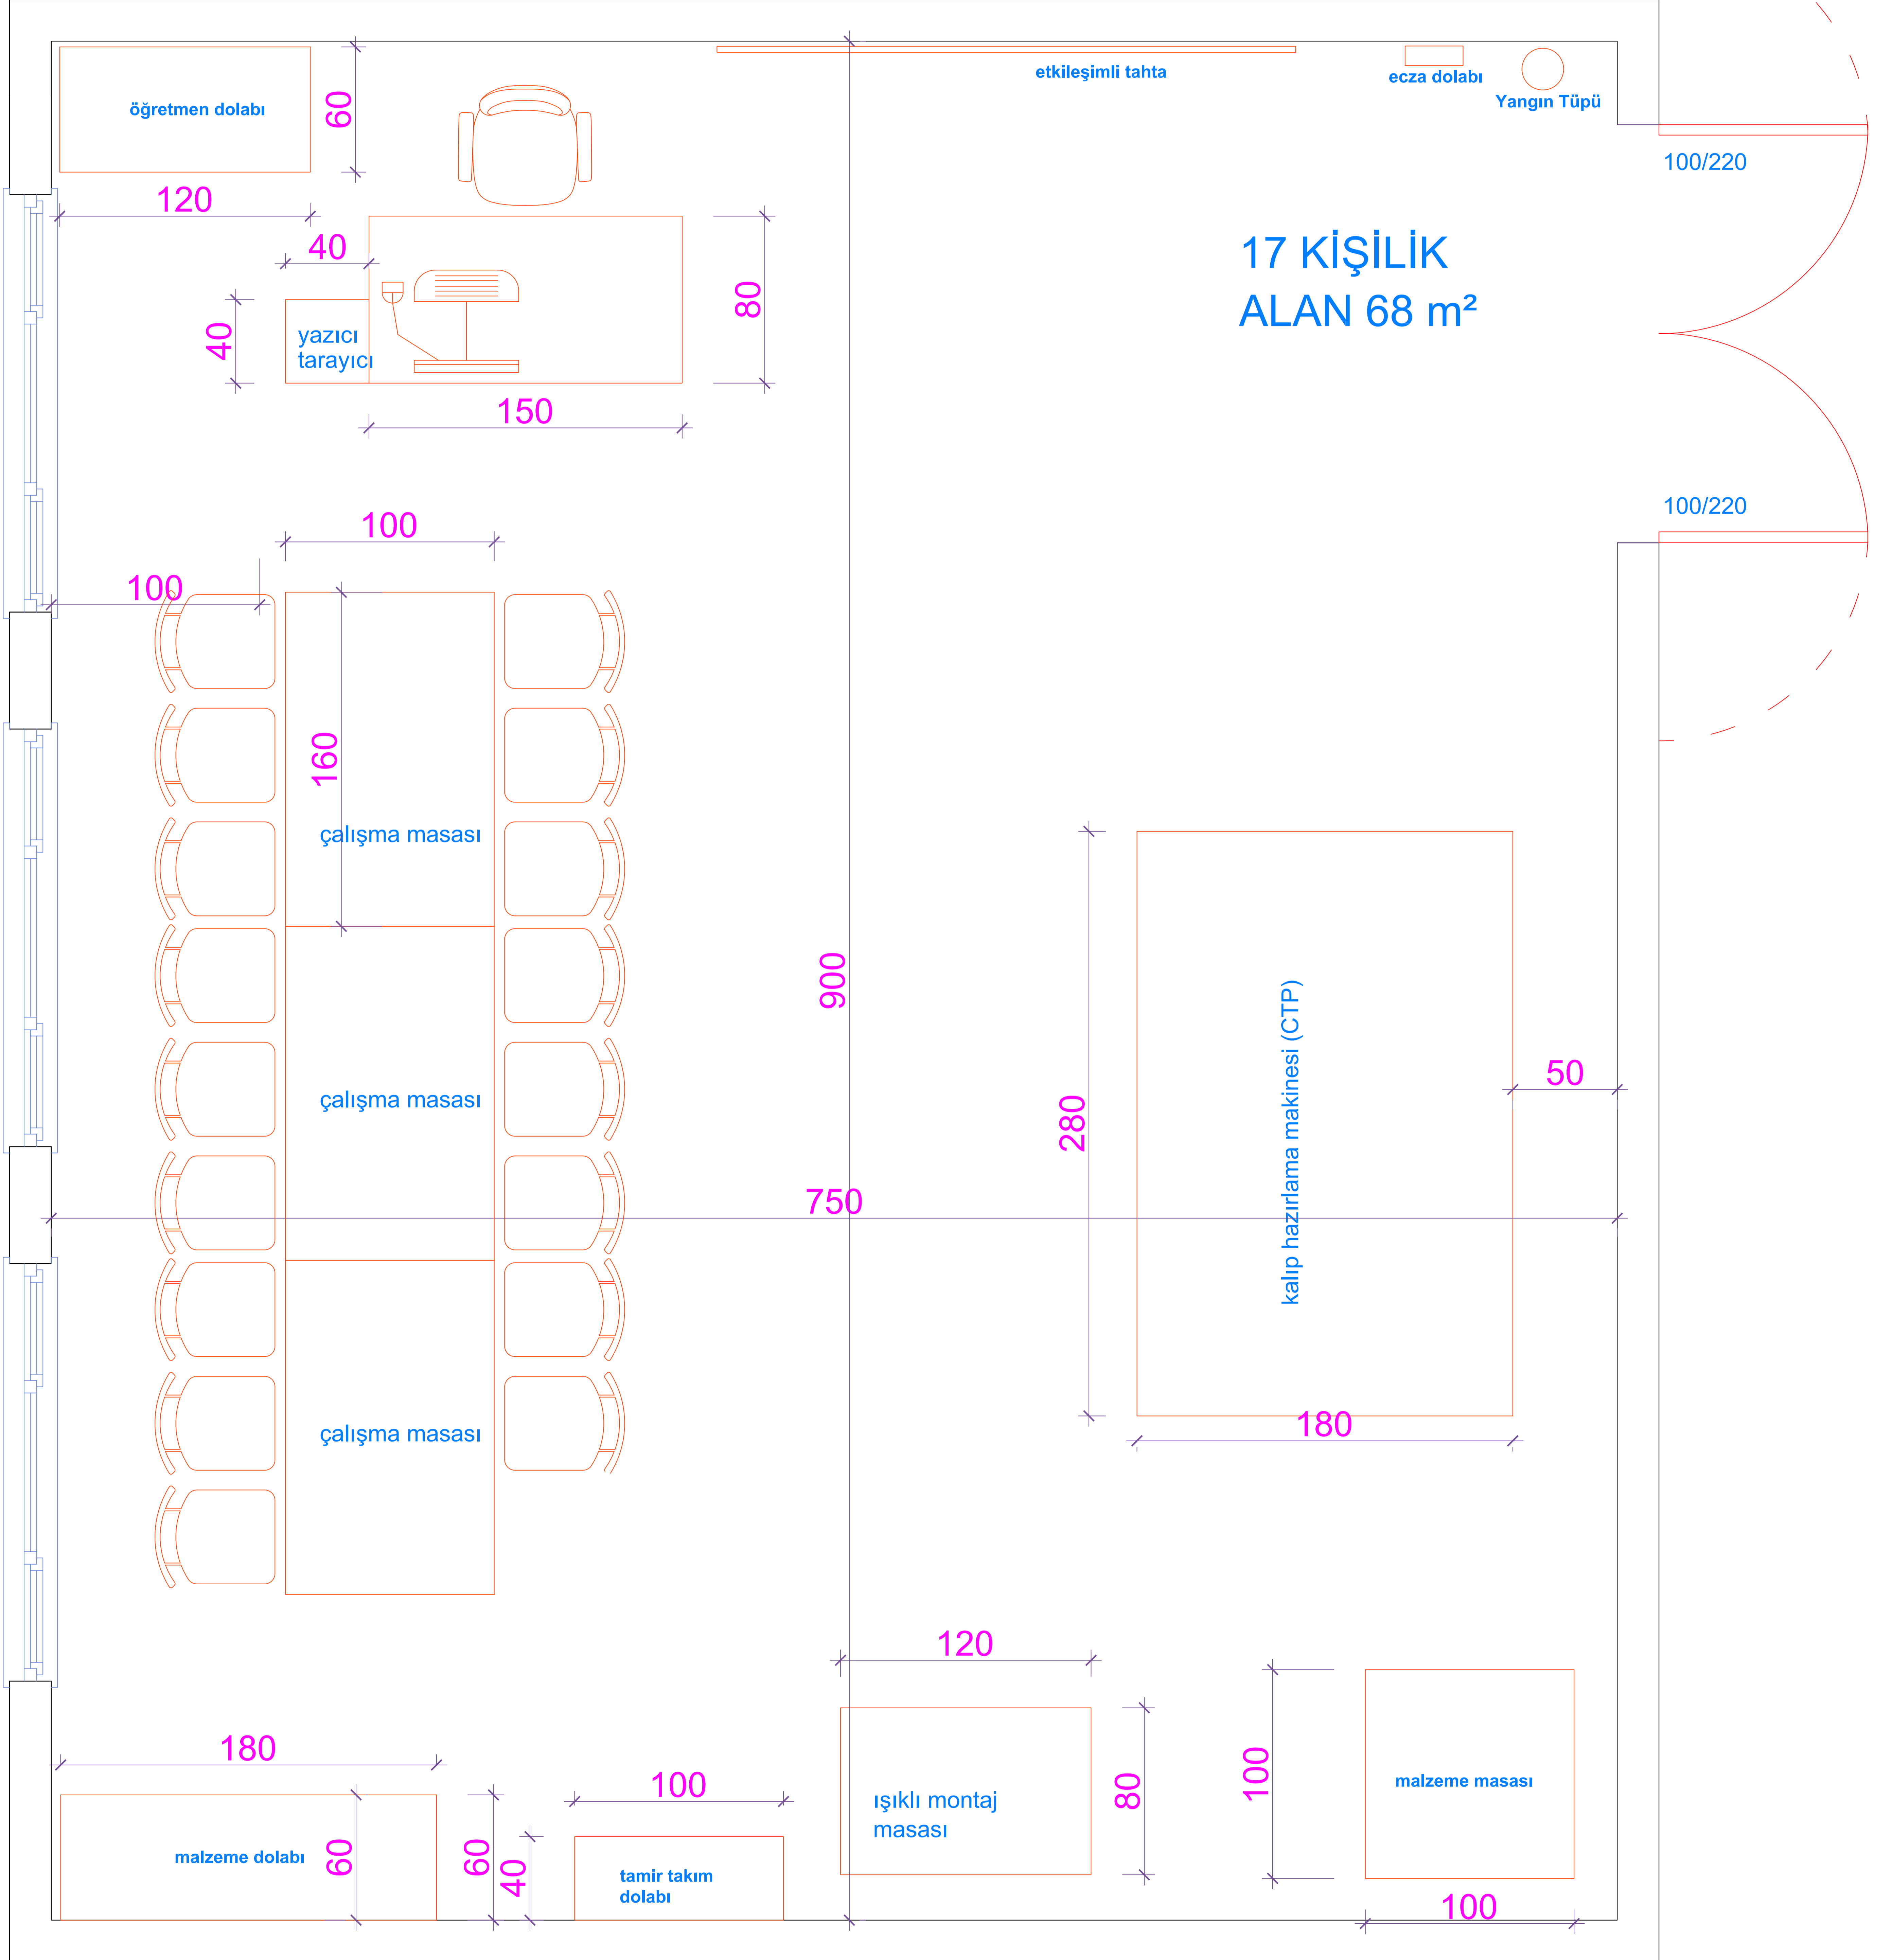 etkileşimli tahta
ecza dolabı
Yangın Tüpü
öğretmen dolabı
60
120
100/220
40
17 KİŞİLİK
ALAN 68 m²
40
yazıcı
tarayıcı
80
150
100/220
100
100
160
çalışma masası
900
kalıp hazırlama makinesi (CTP)
50
280
çalışma masası
750
180
çalışma masası
120
180
100
80
100
ışıklı montaj
masası
malzeme masası
malzeme dolabı
60
60
40
tamir takım
dolabı
100